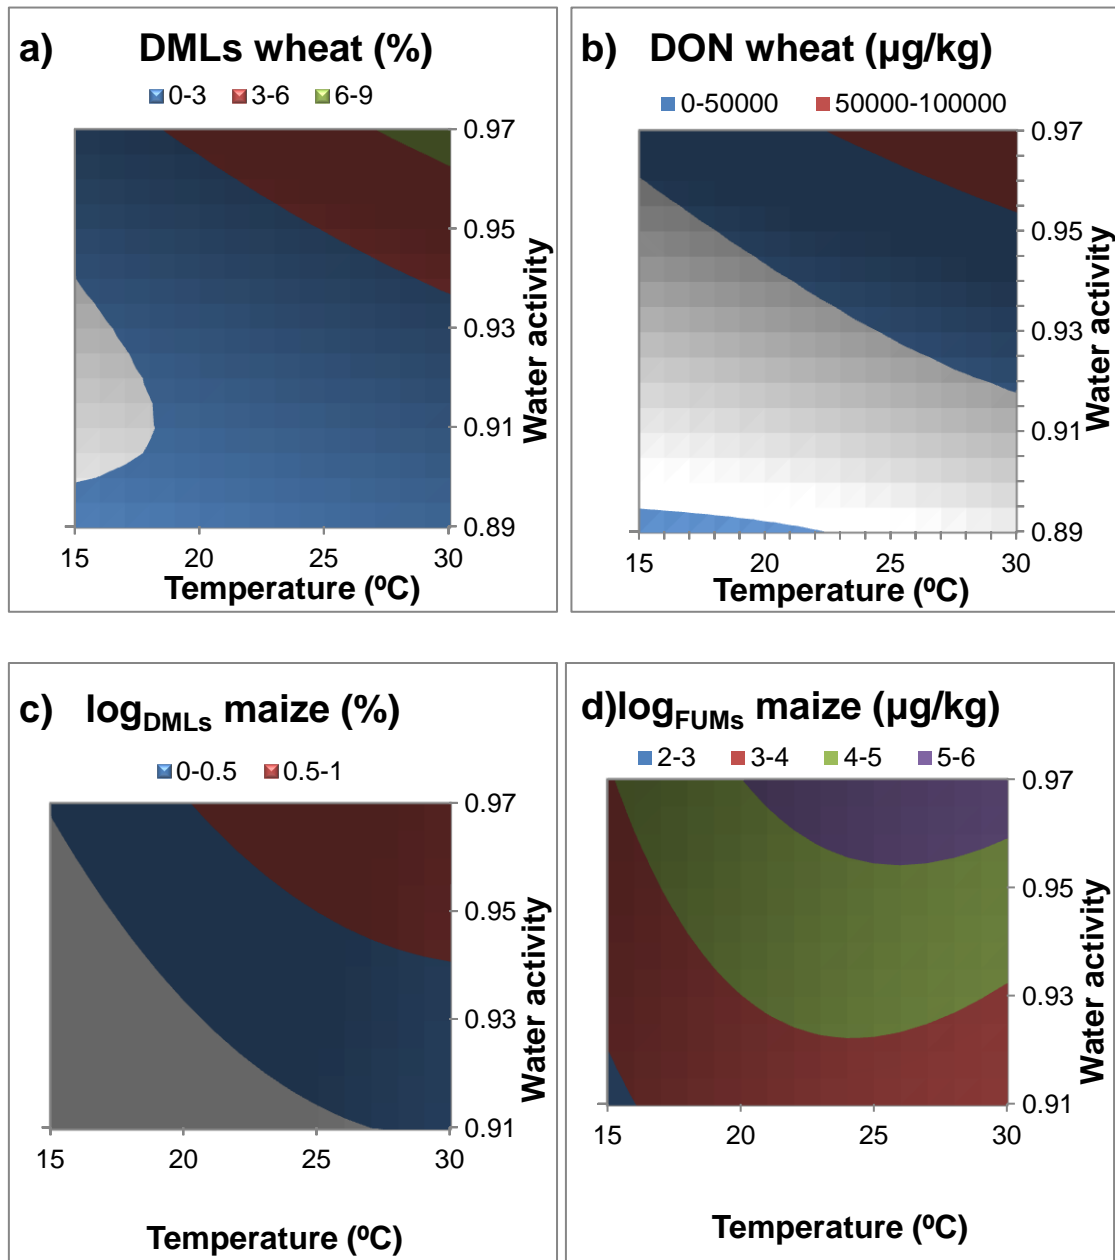 a) DMLs wheat (%)
0-3 3-6 6-9
0.97
0.95
0.93
0.91
0.89
Water activity
15 20 25 30
Temperature (ºC)
b) DON wheat (µg/kg)
0-50000 50000-100000
0.97
0.95
0.93
0.91
0.89
Water activity
15 20 25 30
Temperature (ºC)
c) logDMLs maize (%)
0-0.5 0.5-1
0.97
0.95
0.93
0.91
Water activity
15 20 25 30
Temperature (ºC)
d)logFUMs maize (µg/kg)
2-3 3-4 4-5 5-6
0.97
0.95
0.93
0.91
Water activity
15 20 25 30
Temperature (ºC)